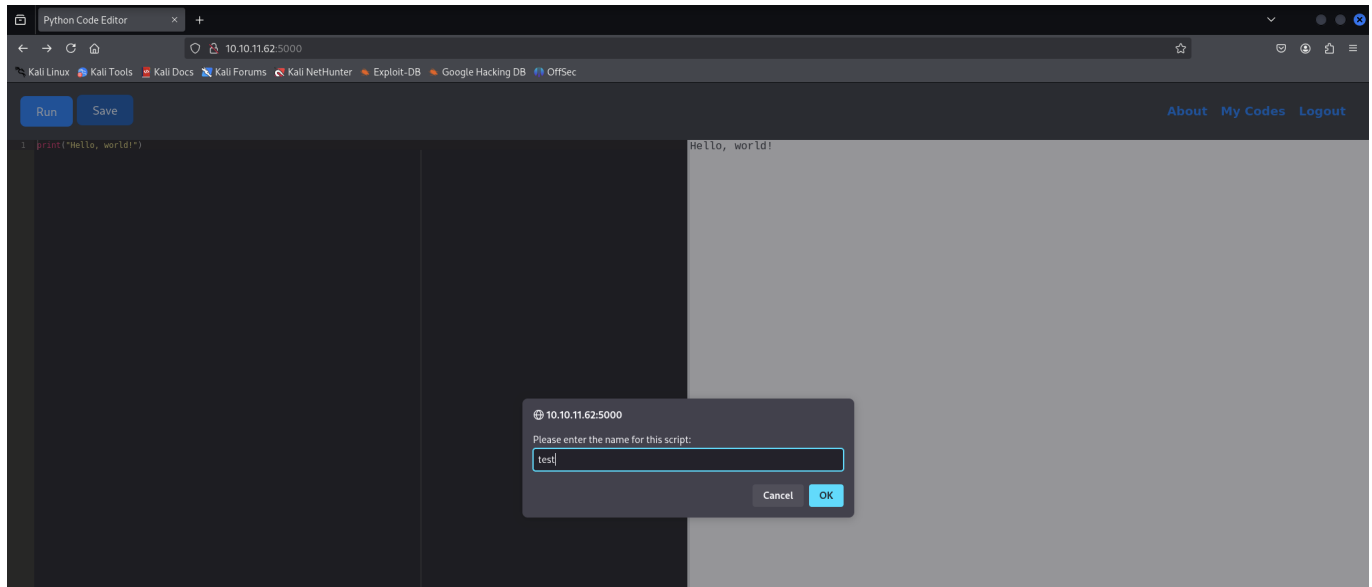 Python Code Editor
10.10.11.62:5000
Kali Linux Kali Tools Kali Docs Kali Forums Kali NetHunter Exploit-DB Google Hacking DB OffSec
Run Save About My Codes Logout
1 print("Hello, world!")
Hello, world!
10.10.11.62:5000
Please enter the name for this script:
test
Cancel OK